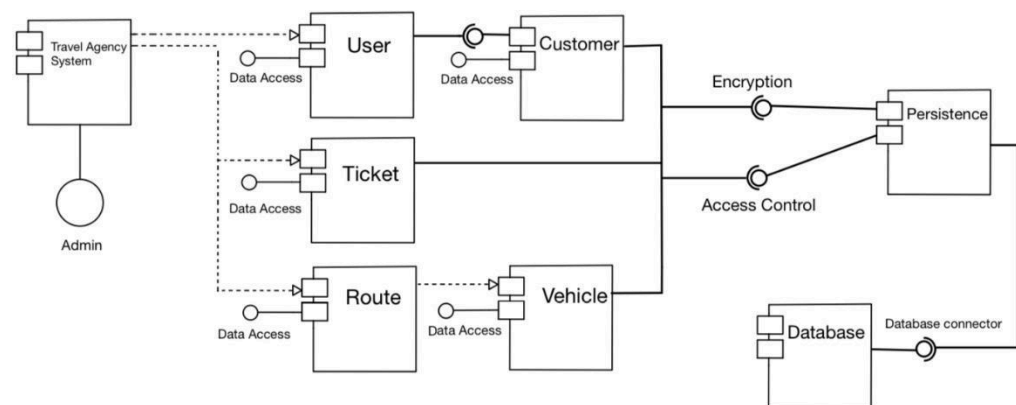 Travel Agency
System
Admin
User
Data Access
Customer
Data Access
Encryption
Persistence
Ticket
Data Access
Access Control
Route
Data Access
Vehicle
Data Access
Database
Database connector